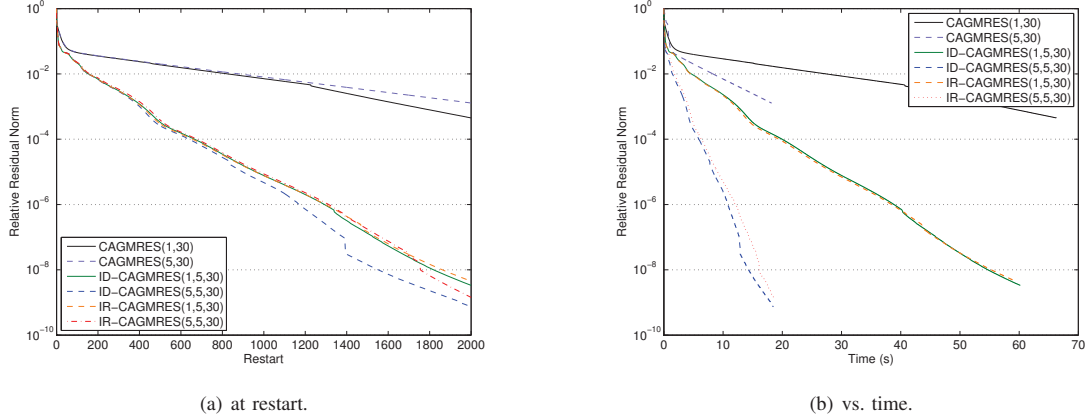 10^0
10^−2
10^−4
10^−6
10^−8
10^−10
Relative Residual Norm
0 200 400 600 800 1000 1200 1400 1600 1800 2000
Restart
CAGMRES(1,30)
CAGMRES(5,30)
ID−CAGMRES(1,5,30)
ID−CAGMRES(5,5,30)
IR−CAGMRES(1,5,30)
IR−CAGMRES(5,5,30)
(a) at restart.
10^0
10^−2
10^−4
10^−6
10^−8
10^−10
Relative Residual Norm
0 10 20 30 40 50 60 70
Time (s)
CAGMRES(1,30)
CAGMRES(5,30)
ID−CAGMRES(1,5,30)
ID−CAGMRES(5,5,30)
IR−CAGMRES(1,5,30)
IR−CAGMRES(5,5,30)
(b) vs. time.